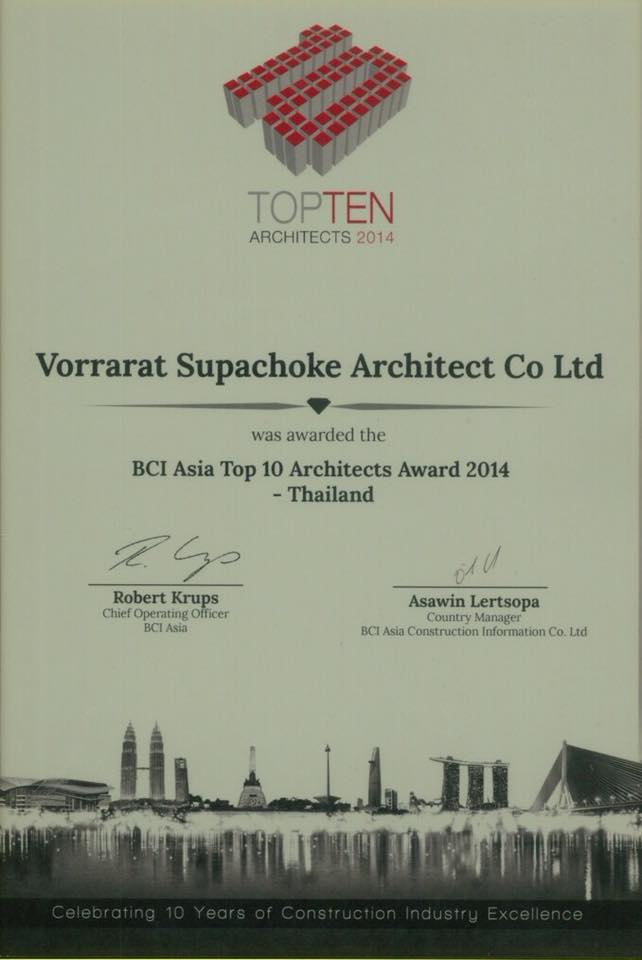 TOPTEN
ARCHITECTS 2014
Vorrarat Supachoke Architect Co Ltd
was awarded the
BCI Asia Top 10 Architects Award 2014
- Thailand
Robert Krups
Chief Operating Officer
BCI Asia
Asawin Lertsopa
Country Manager
BCI Asia Construction Information Co. Ltd
Celebrating 10 Years of Construction Industry Excellence